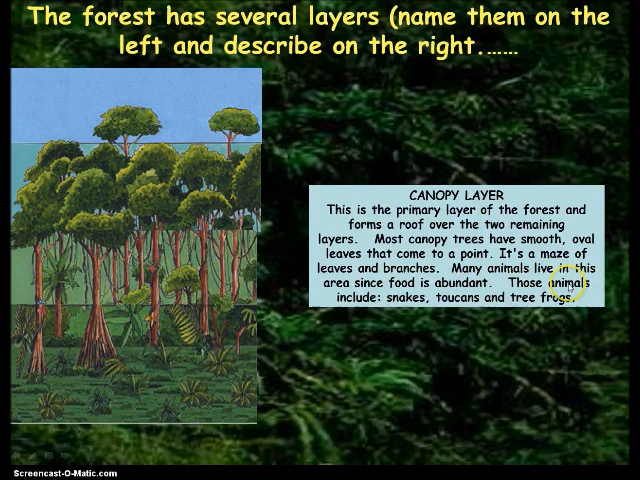 The forest has several layers (name them on the
left and describe on the right.……
CANOPY LAYER
This is the primary layer of the forest and
forms a roof over the two remaining
layers. Most canopy trees have smooth, oval
leaves that come to a point. It's a maze of
leaves and branches. Many animals live in this
area since food is abundant. Those animals
include: snakes, toucans and tree frogs.
Screencast-O-Matic.com